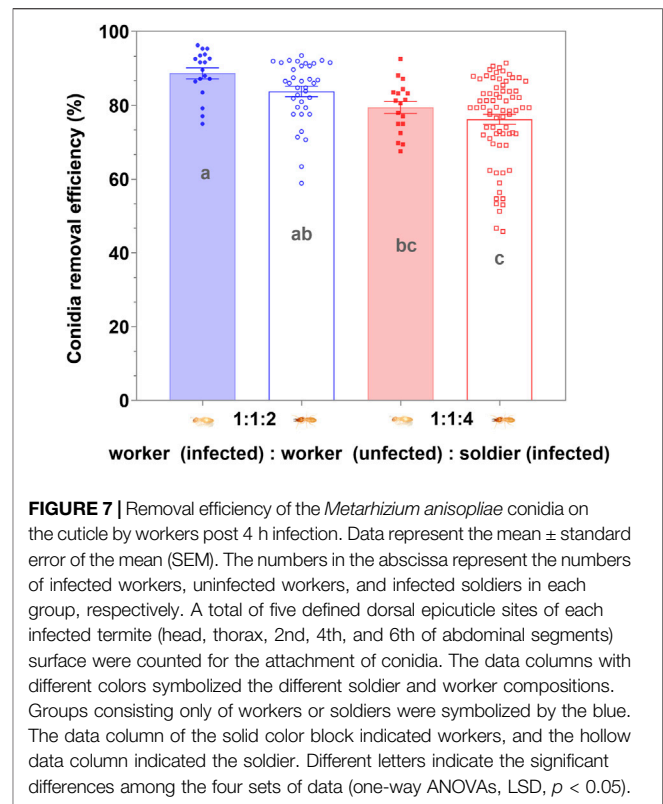 100
80
60
40
20
0
Conidia removal efficiency (%)
a
ab
bc
c
1:1:2
1:1:4
worker (infected) : worker (unfected) : soldier (infected)
FIGURE 7 | Removal efficiency of the Metarhizium anisopliae conidia on
the cuticle by workers post 4 h infection. Data represent the mean ± standard
error of the mean (SEM). The numbers in the abscissa represent the numbers
of infected workers, uninfected workers, and infected soldiers in each
group, respectively. A total of five defined dorsal epicuticle sites of each
infected termite (head, thorax, 2nd, 4th, and 6th of abdominal segments)
surface were counted for the attachment of conidia. The data columns with
different colors symbolized the different soldier and worker compositions.
Groups consisting only of workers or soldiers were symbolized by the blue.
The data column of the solid color block indicated workers, and the hollow
data column indicated the soldier. Different letters indicate the significant
differences among the four sets of data (one-way ANOVAs, LSD, p < 0.05).